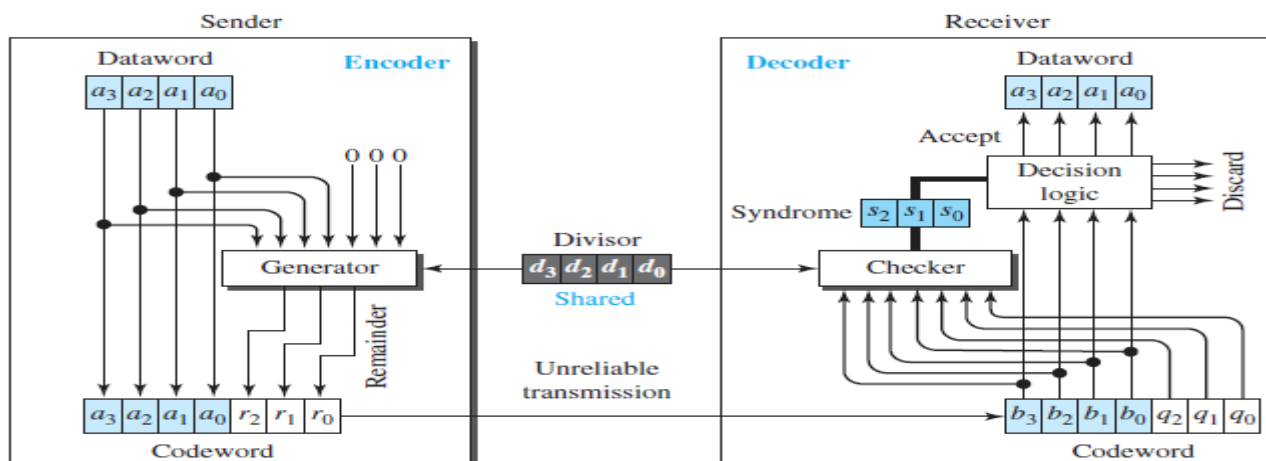 Sender
Receiver
Dataword
Encoder
a3 a2 a1 a0
0 0 0
Generator
Remainder
a3 a2 a1 a0 r2 r1 r0
Codeword
Divisor
d3 d2 d1 d0
Shared
Unreliable
transmission
Decoder
Dataword
a3 a2 a1 a0
Accept
Decision
logic
Discard
Syndrome
s2 s1 s0
Checker
b3 b2 b1 b0 q2 q1 q0
Codeword